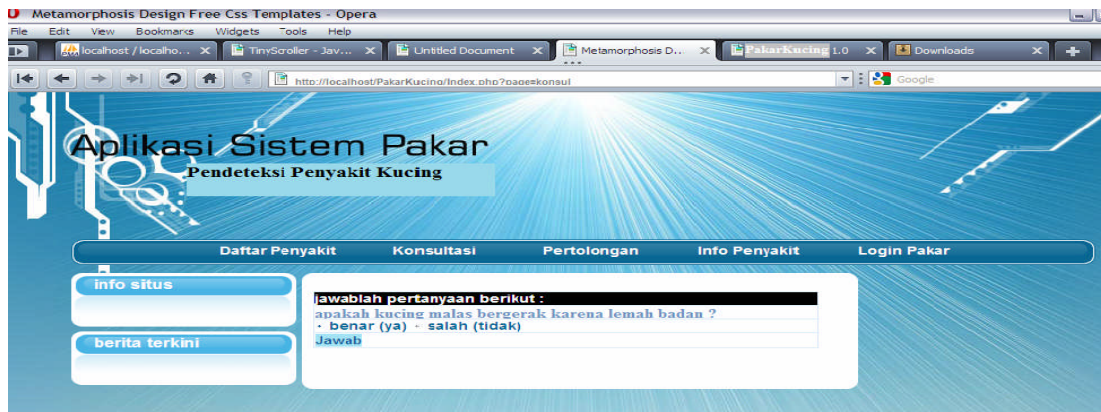 Metamorphosis Design Free Css Templates - Opera
File Edit View Bookmarks Widgets Tools Help
localhost / localho... TinyScroller - Jav... Untitled Document Metamorphosis D... PakarKucing 1.0 Downloads
http://localhost/PakarKucing/Index.php?page=konsul Google
Aplikasi Sistem Pakar
Pendeteksi Penyakit Kucing
Daftar Penyakit Konsultasi Pertolongan Info Penyakit Login Pakar
info situs
jawablah pertanyaan berikut :
apakah kucing malas bergerak karena lemah badan ?
benar (ya) salah (tidak)
berita terkini
Jawab